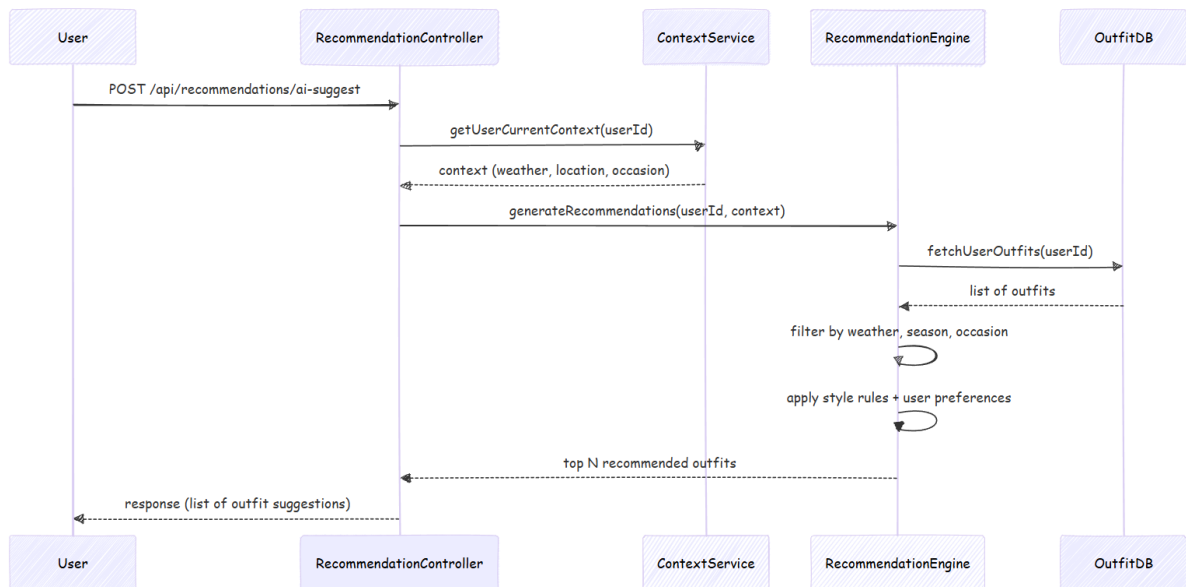 User
RecommendationController
ContextService
RecommendationEngine
OutfitDB
POST /api/recommendations/ai-suggest
getUserCurrentContext(userId)
context (weather, location, occasion)
generateRecommendations(userId, context)
fetchUserOutfits(userId)
list of outfits
filter by weather, season, occasion
apply style rules + user preferences
top N recommended outfits
response (list of outfit suggestions)
User
RecommendationController
ContextService
RecommendationEngine
OutfitDB